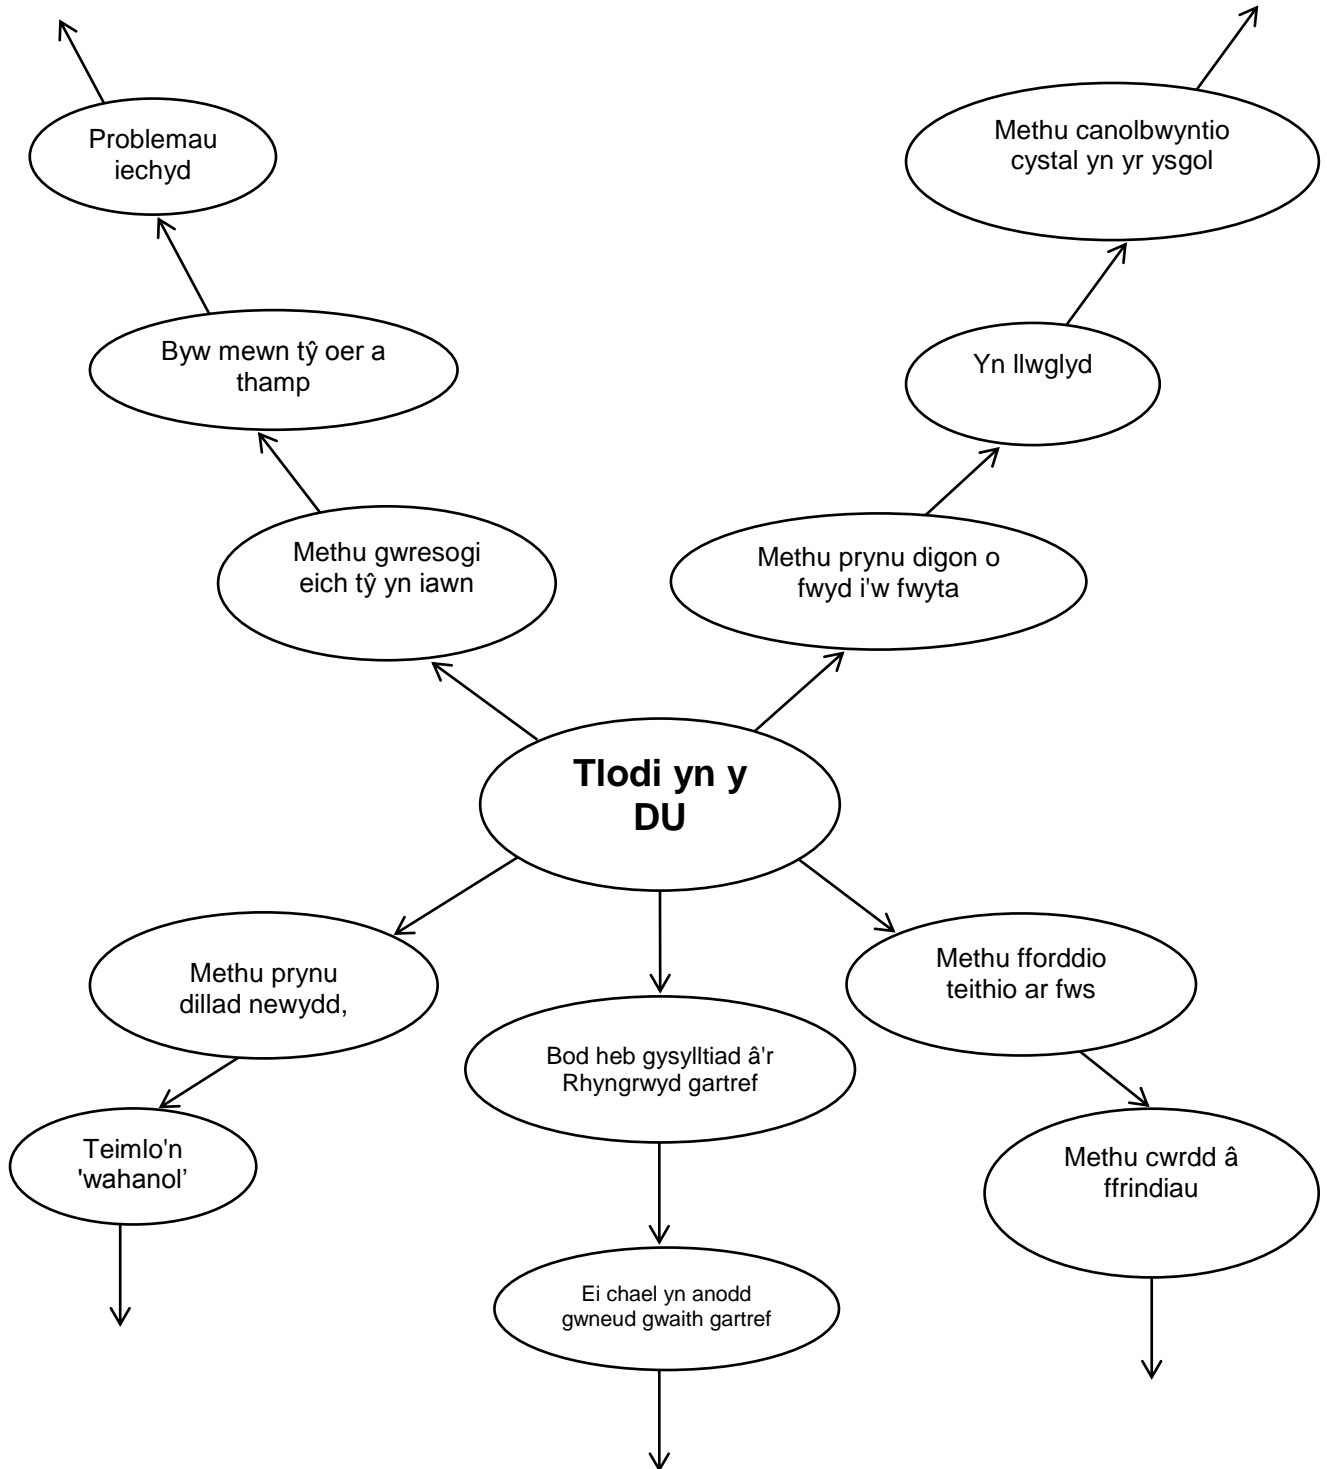 Problemau
iechyd
Methu canolbwyntio
cystal yn yr ysgol
Byw mewn tŷ oer a
thamp
Yn llwglyd
Methu gwresogi
eich tŷ yn iawn
Methu prynu digon o
fwyd i'w fwyta
Tlodi yn y
DU
Methu prynu
dillad newydd,
Methu fforddio
teithio ar fws
Bod heb gysylltiad â'r
Rhyngrwyd gartref
Teimlo'n
'wahanol’
Methu cwrdd â
ffrindiau
Ei chael yn anodd
gwneud gwaith gartref